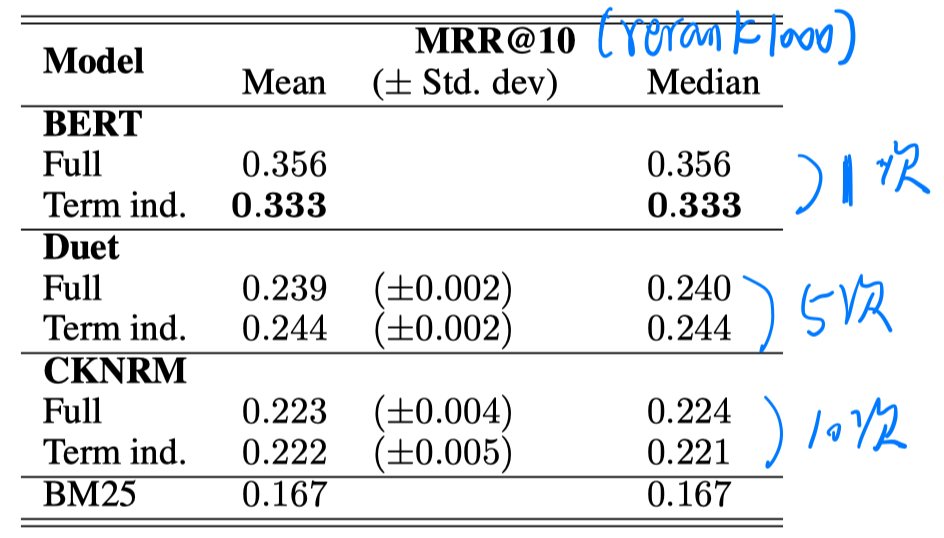 MRR@10 (rerank 1000)
Model Mean (± Std. dev) Median
BERT
Full 0.356 0.356
Term ind. 0.333 0.333 )1次
Duet
Full 0.239 (±0.002) 0.240
Term ind. 0.244 (±0.002) 0.244 )5次
CKNRM
Full 0.223 (±0.004) 0.224
Term ind. 0.222 (±0.005) 0.221 )10次
BM25 0.167 0.167